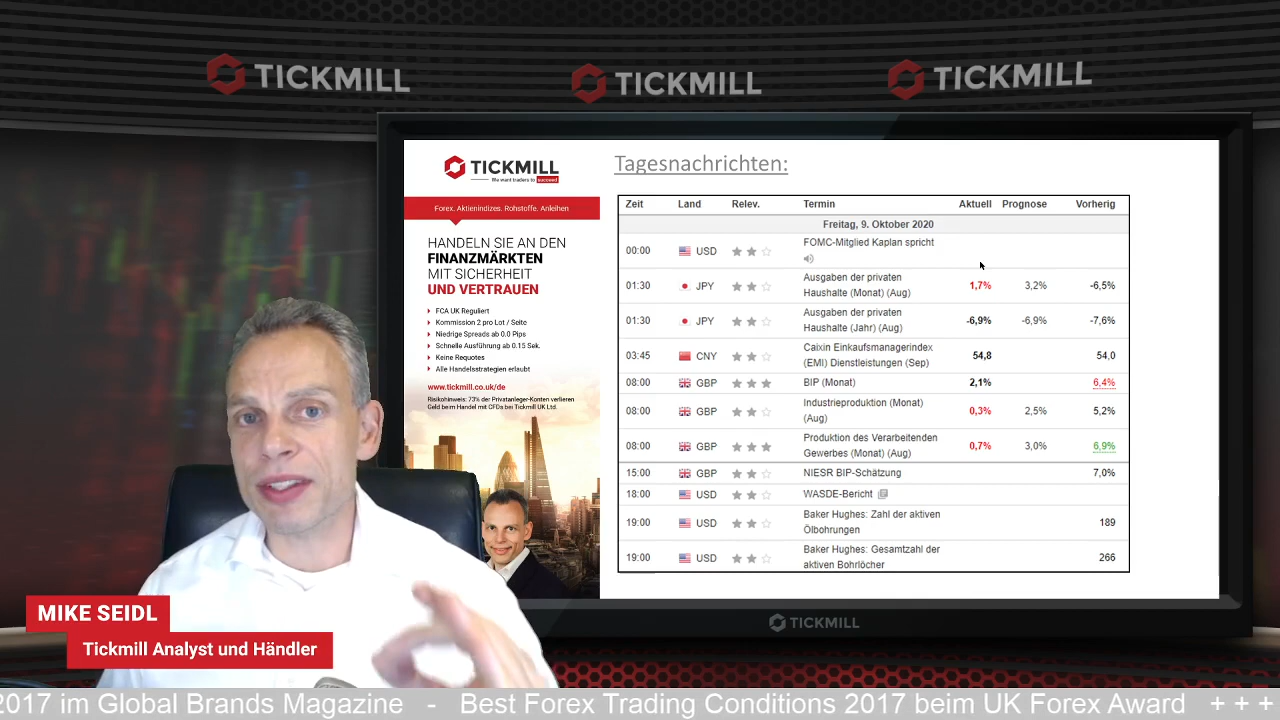 TICKMILL
TICKMILL
TICKMILL
TICKMILL
We want traders to succeed
Forex. Aktienindizes. Rohstoffe. Anleihen
HANDELN SIE AN DEN
FINANZMÄRKTEN
MIT SICHERHEIT
UND VERTRAUEN
FCA UK Reguliert
Kommission 2 pro Lot / Seite
Niedrige Spreads ab 0.0 Pips
Schnelle Ausführung ab 0.15 Sek.
Keine Requotes
Alle Handelsstrategien erlaubt
www.tickmill.co.uk/de
Risikohinweis: 73% der Privatanleger-Konten verlieren
Geld beim Handel mit CFDs bei Tickmill UK Ltd.
Tagesnachrichten:
Zeit Land Relev. Termin Aktuell Prognose Vorherig
Freitag, 9. Oktober 2020
00:00 USD FOMC-Mitglied Kaplan spricht
01:30 JPY Ausgaben der privaten
Haushalte (Monat) (Aug) 1,7% 3,2% -6,5%
01:30 JPY Ausgaben der privaten
Haushalte (Jahr) (Aug) -6,9% -6,9% -7,6%
03:45 CNY Caixin Einkaufsmanagerindex
(EMI) Dienstleistungen (Sep) 54,8 54,0
08:00 GBP BIP (Monat) 2,1% 6,4%
08:00 GBP Industrieproduktion (Monat)
(Aug) 0,3% 2,5% 5,2%
08:00 GBP Produktion des Verarbeitenden
Gewerbes (Monat) (Aug) 0,7% 3,0% 6,9%
15:00 GBP NIESR BIP-Schätzung 7,0%
18:00 USD WASDE-Bericht
19:00 USD Baker Hughes: Zahl der aktiven
Ölbohrungen 189
19:00 USD Baker Hughes: Gesamtzahl der
aktiven Bohrlöcher 266
TICKMILL
MIKE SEIDL
Tickmill Analyst und Händler
2017 im Global Brands Magazine - Best Forex Trading Conditions 2017 beim UK Forex Award + + +